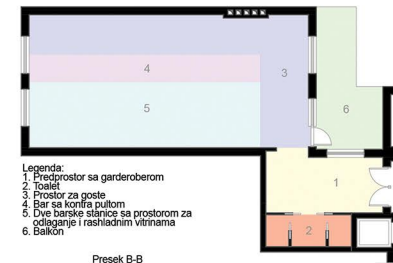 4
3
5
6
1
2
Legenda:
1. Predprostor sa garderoberom
2. Toalet
3. Prostor za goste
4. Bar sa kontra pultom
5. Dve barske stanice sa prostorom za
odlaganje i rashladnim vitrinama
6. Balkon
Presek B-B